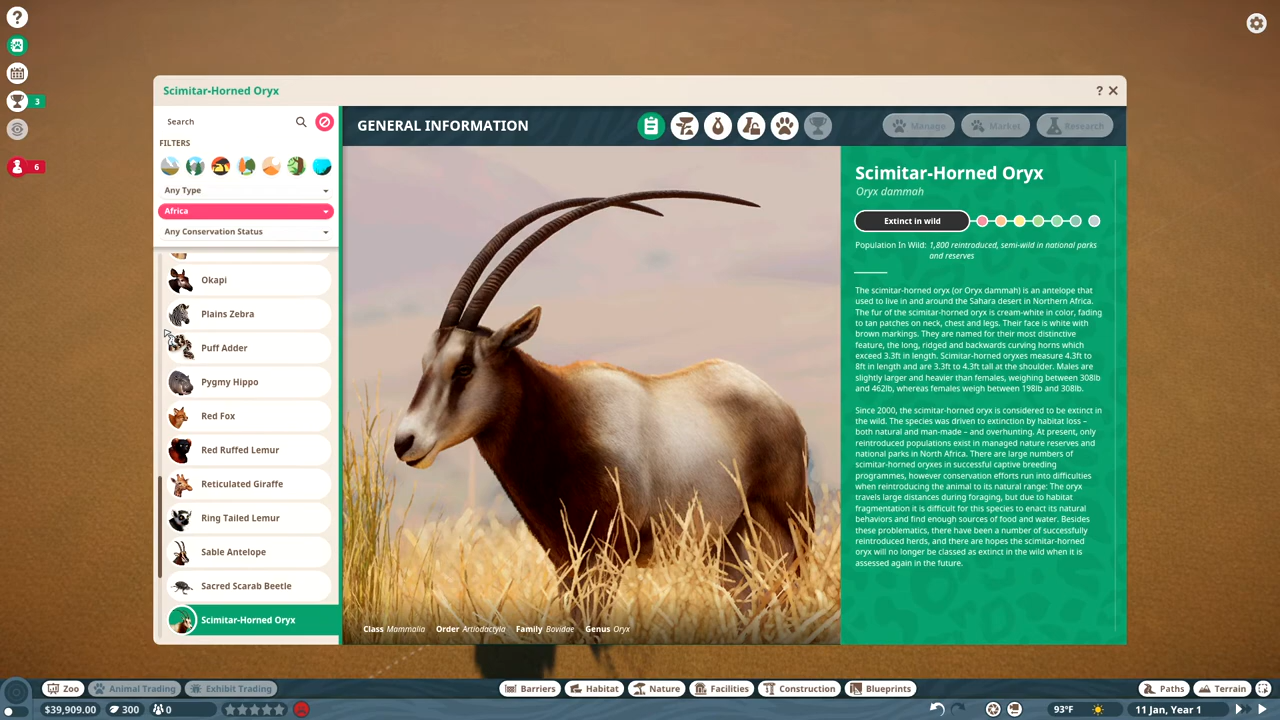 ?
Scimitar-Horned Oryx
? 
3
6
Search
FILTERS
Any Type
Africa
Any Conservation Status
Okapi
Plains Zebra
Puff Adder
Pygmy Hippo
Red Fox
Red Ruffed Lemur
Reticulated Giraffe
Ring Tailed Lemur
Sable Antelope
Sacred Scarab Beetle
Scimitar-Horned Oryx
GENERAL INFORMATION
Manage
Market
Research
Class Mammalia Order Artiodactyla Family Bovidae Genus Oryx
Scimitar-Horned Oryx
Oryx dammah
Extinct in wild
Population In Wild: 1,800 reintroduced, semi-wild in national parks
and reserves
The scimitar-horned oryx (or Oryx dammah) is an antelope that
used to live in and around the Sahara desert in Northern Africa.
The fur of the scimitar-horned oryx is cream-white in color, fading
to tan patches on neck, chest and legs. Their face is white with
brown markings. They are named for their most distinctive
feature, the long, ridged and backwards curving horns which
exceed 3.3ft in length. Scimitar-horned oryxes measure 4.3ft to
8ft in length and are 3.3ft to 4.3ft tall at the shoulder. Males are
slightly larger and heavier than females, weighing between 308lb
and 462lb, whereas females weigh between 198lb and 308lb.
Since 2000, the scimitar-horned oryx is considered to be extinct in
the wild. The species was driven to extinction by habitat loss –
both natural and man-made – and overhunting. At present, only
reintroduced populations exist in managed nature reserves and
national parks in North Africa. There are large numbers of
scimitar-horned oryxes in successful captive breeding
programmes, however conservation efforts run into difficulties
when reintroducing the animal to its natural range: The oryx
travels large distances during foraging, but due to habitat
fragmentation it is difficult for this species to enact its natural
behaviors and find enough sources of food and water. Besides
these problematics, there have been a number of successfully
reintroduced herds, and there are hopes the scimitar-horned
oryx will no longer be classed as extinct in the wild when it is
assessed again in the future.
Zoo
Animal Trading
Exhibit Trading
Barriers
Habitat
Nature
Facilities
Construction
Blueprints
Paths
Terrain
$39,909.00
300
0
93°F
11 Jan, Year 1